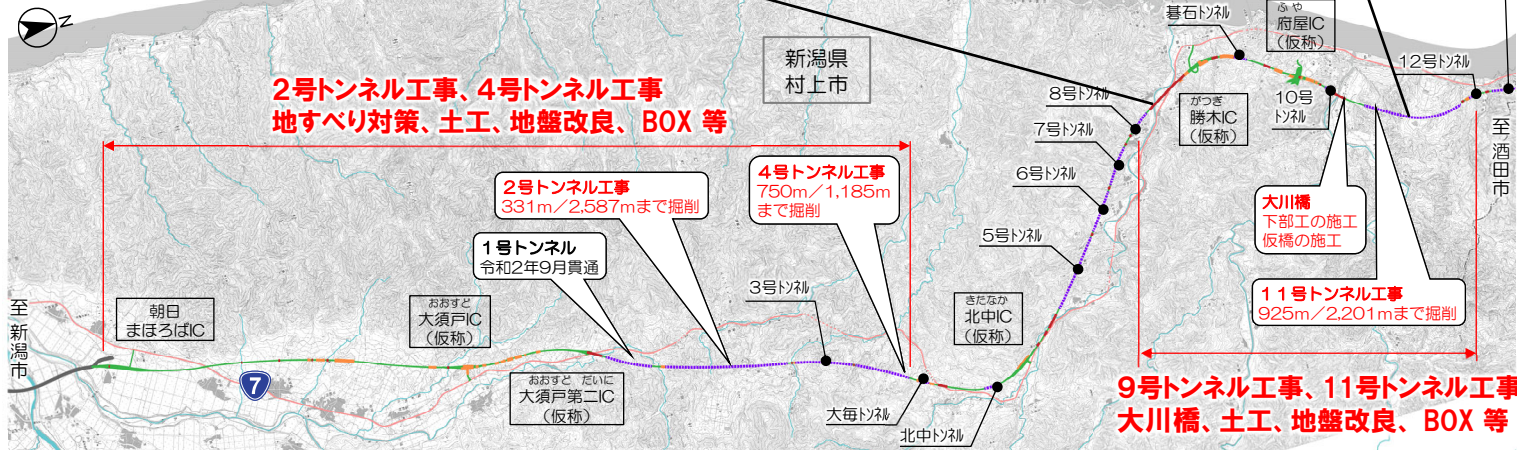 N
新潟県
村上市
2号トンネル工事、4号トンネル工事
地すべり対策、土工、地盤改良、BOX 等
2号トンネル工事
331m／2,587mまで掘削
4号トンネル工事
750m／1,185m
まで掘削
1号トンネル
令和2年9月貫通
至 新潟市
朝日
まほろばIC
おおすど
大須戸IC
（仮称）
おおすど だいに
大須戸第二IC
（仮称）
7
3号トンネル
大毎トンネル
北中トンネル
きたなか
北中IC
（仮称）
5号トンネル
6号トンネル
7号トンネル
8号トンネル
碁石トンネル
がつぎ
勝木IC
（仮称）
ふや
府屋IC
（仮称）
10号
トンネル
12号トンネル
至 酒田市
大川橋
下部工の施工
仮橋の施工
11号トンネル工事
925m／2,201mまで掘削
9号トンネル工事、11号トンネル工事
大川橋、土工、地盤改良、BOX 等